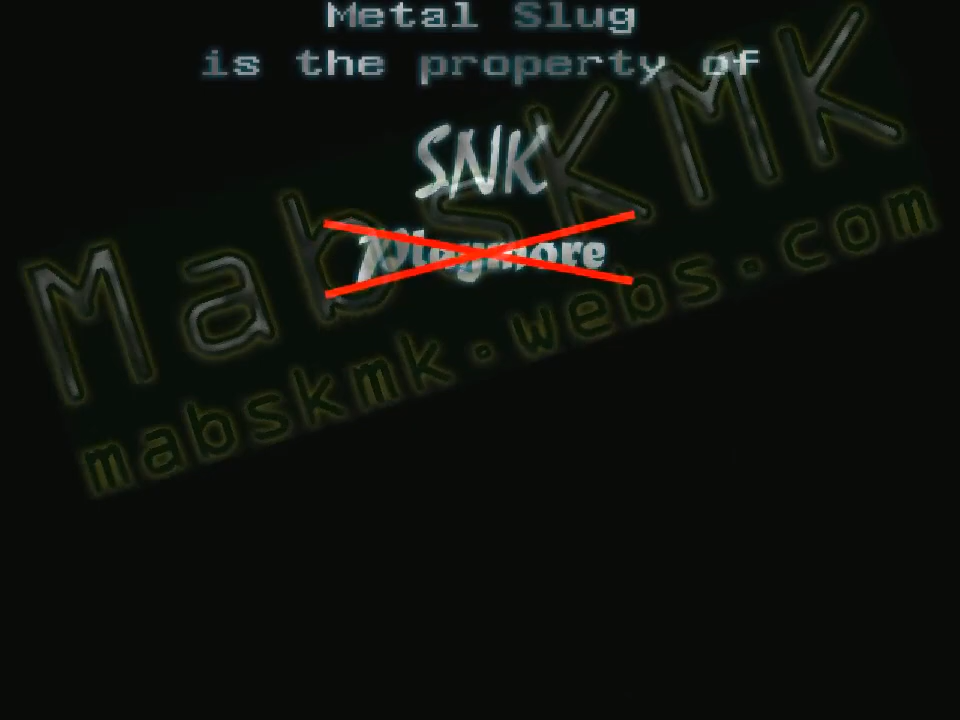 Metal Slug
is the property of
SNK
Playmore
MabsKMK
mabskmk.webs.com